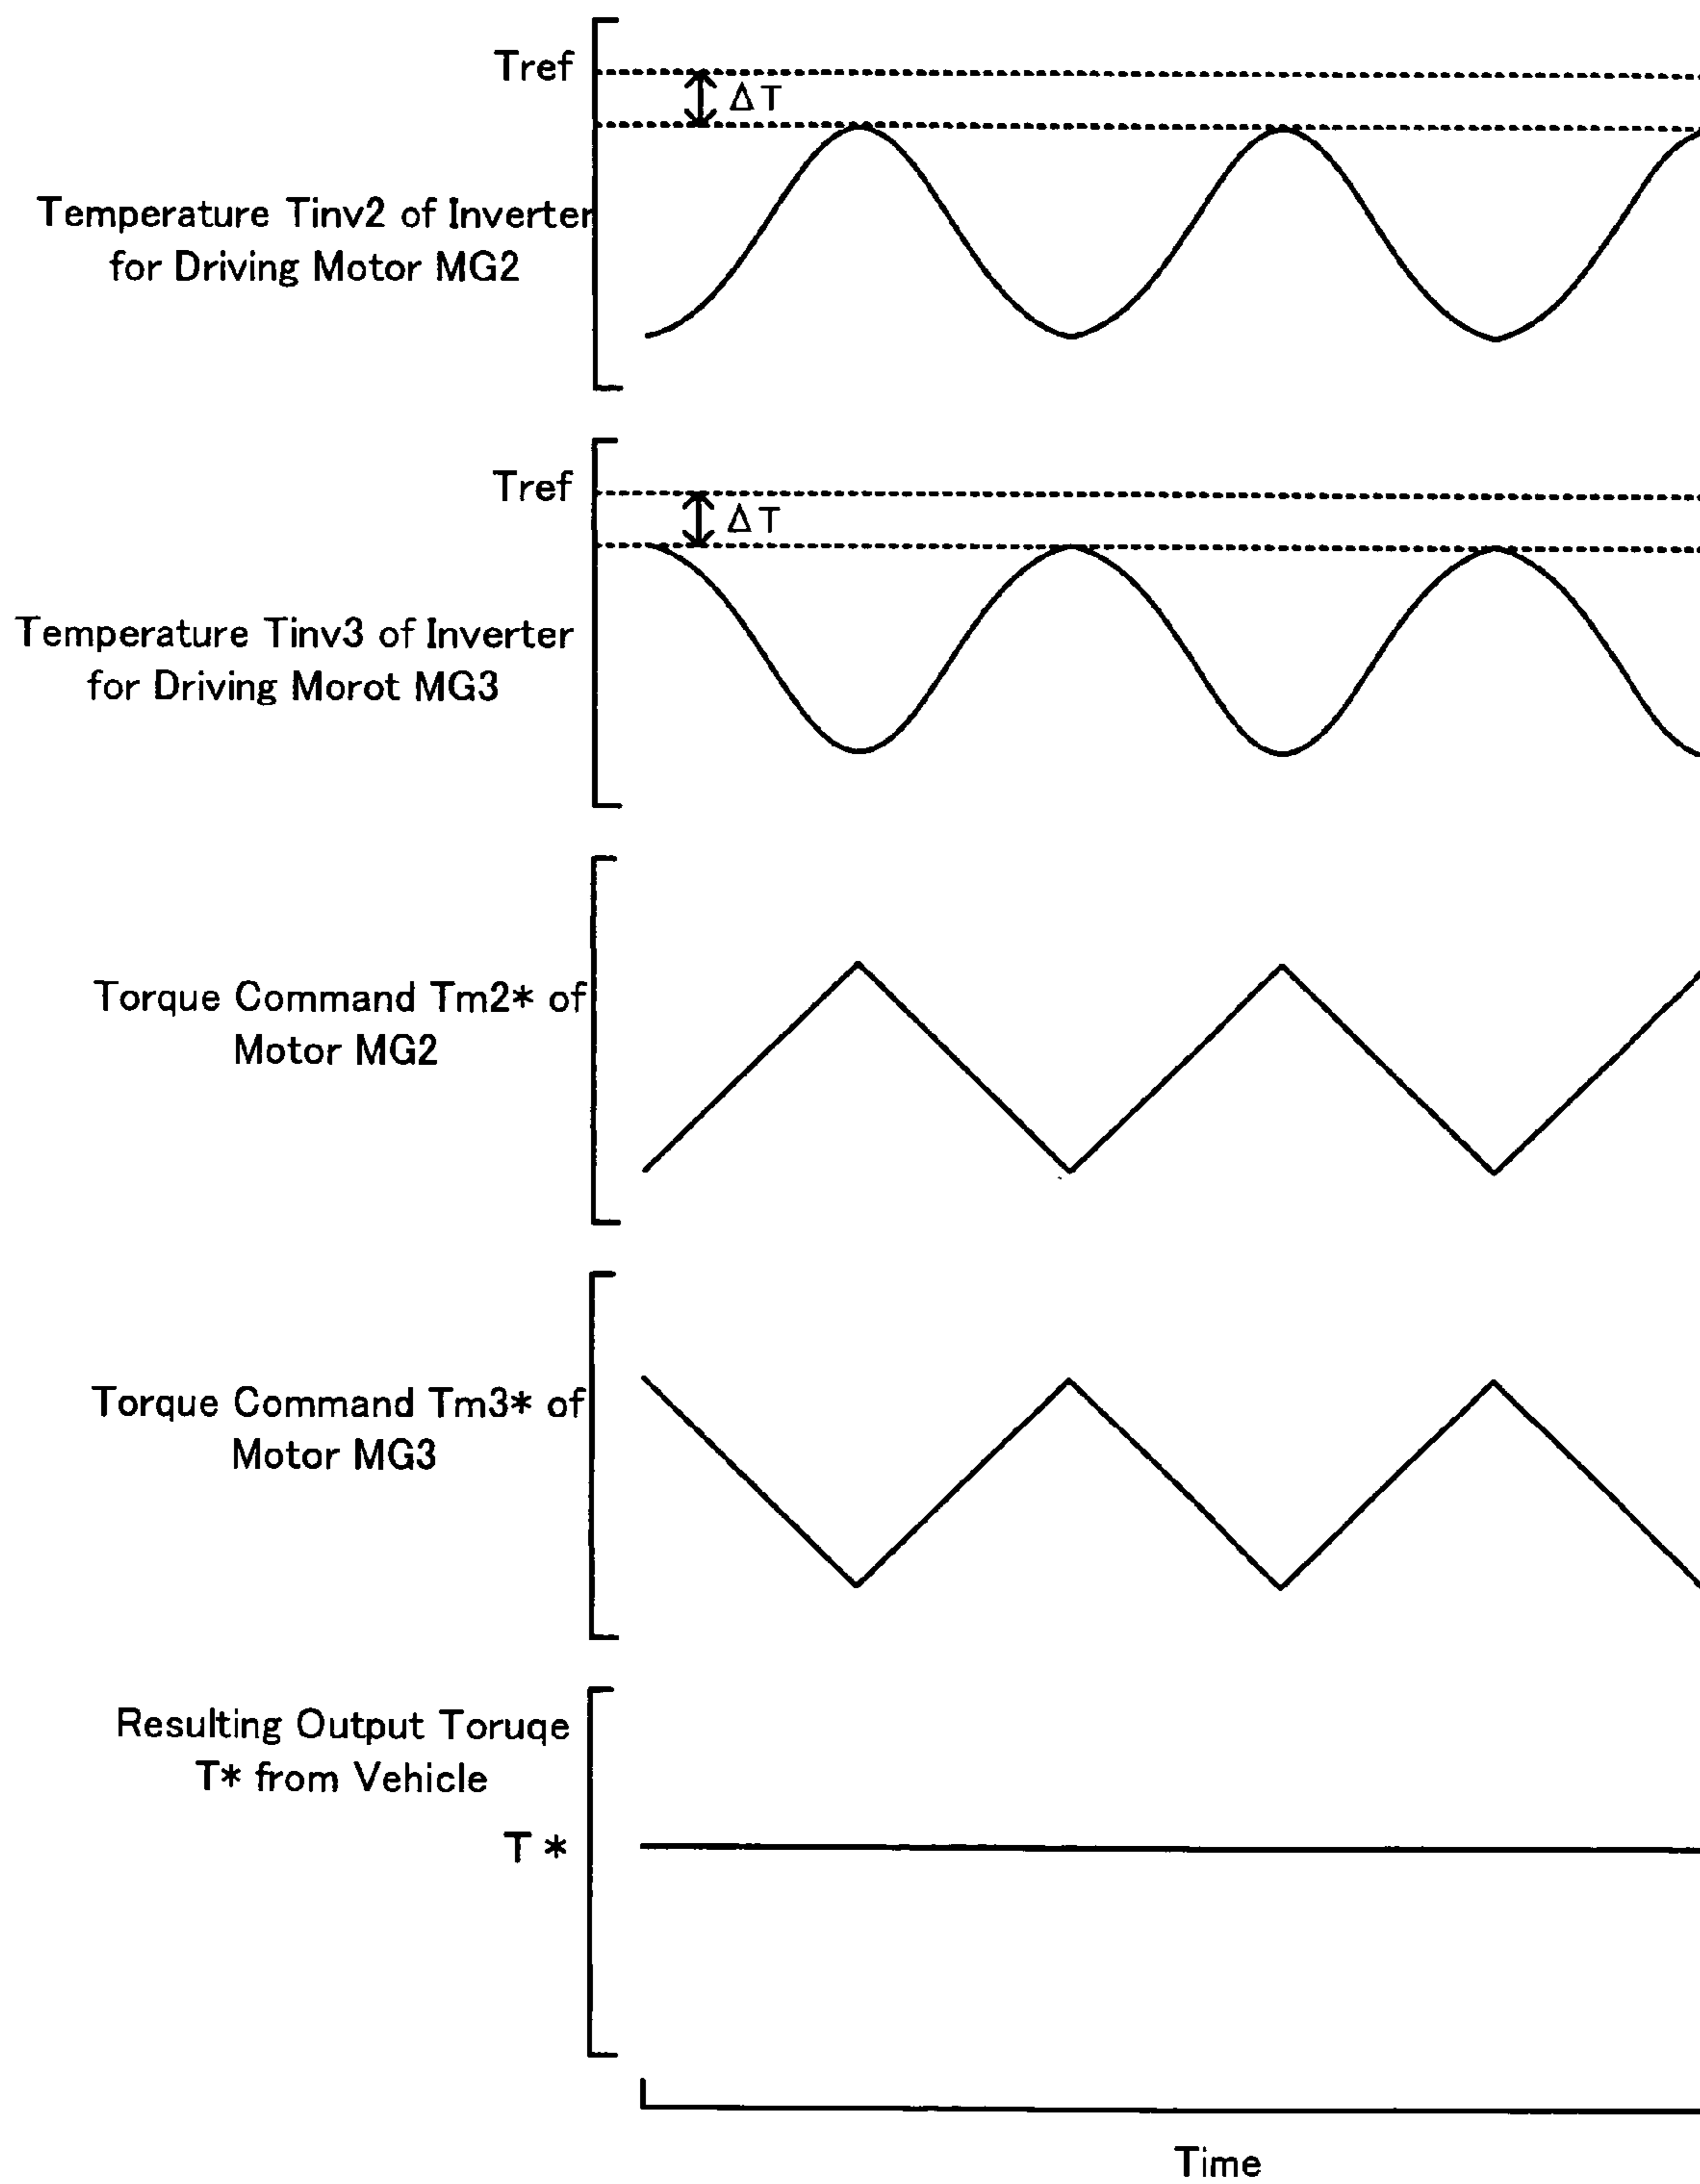 Tref
ΔT
Temperature Tinv2 of Inverter
for Driving Motor MG2
Tref
ΔT
Temperature Tinv3 of Inverter
for Driving Morot MG3
Torque Command Tm2* of
Motor MG2
Torque Command Tm3* of
Motor MG3
Resulting Output Toruqe
T* from Vehicle
T*
Time